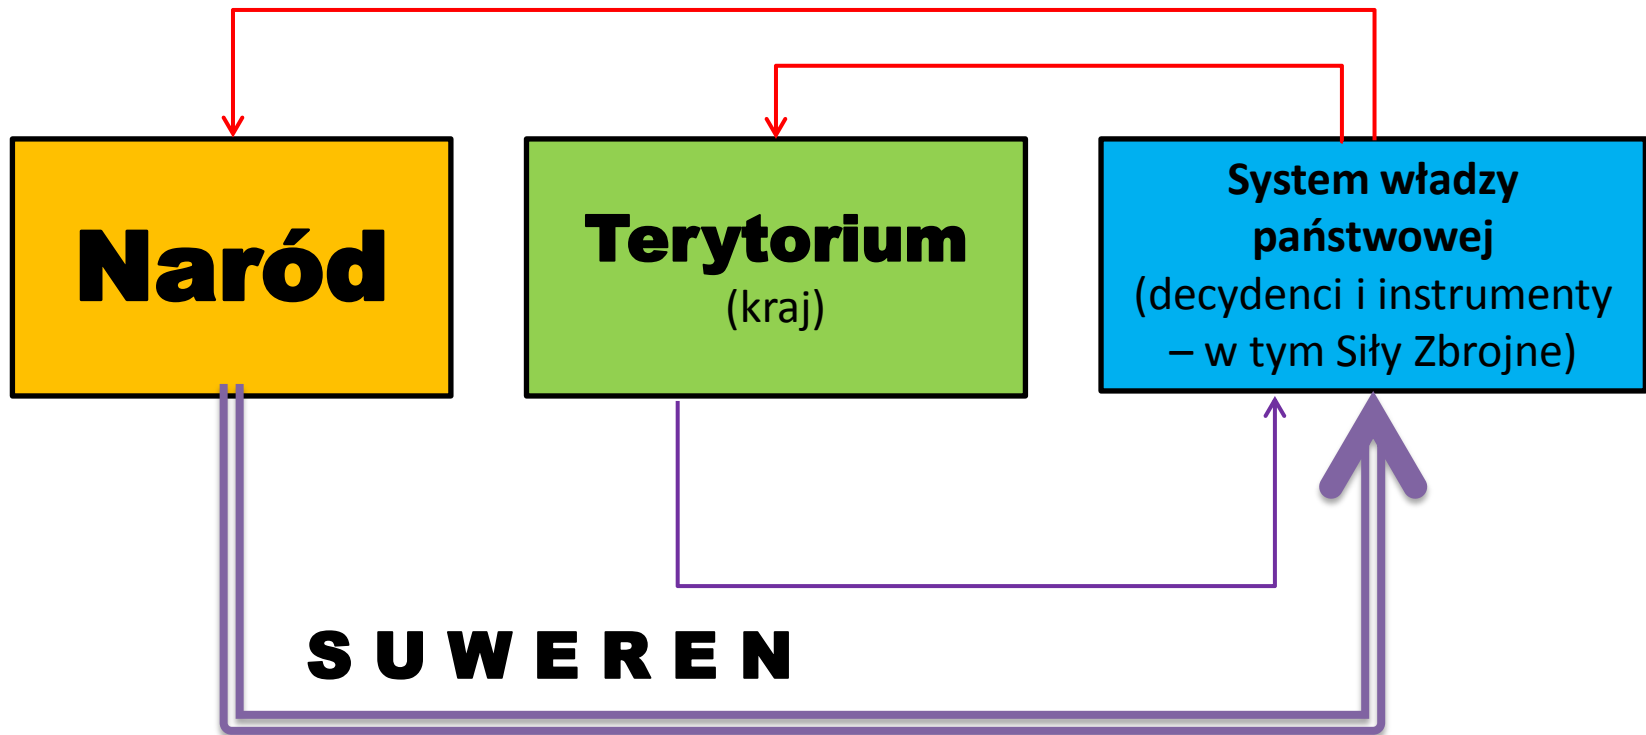 Naród
Terytorium
(kraj)
System władzy
państwowej
(decydenci i instrumenty
– w tym Siły Zbrojne)
S U W E R E N